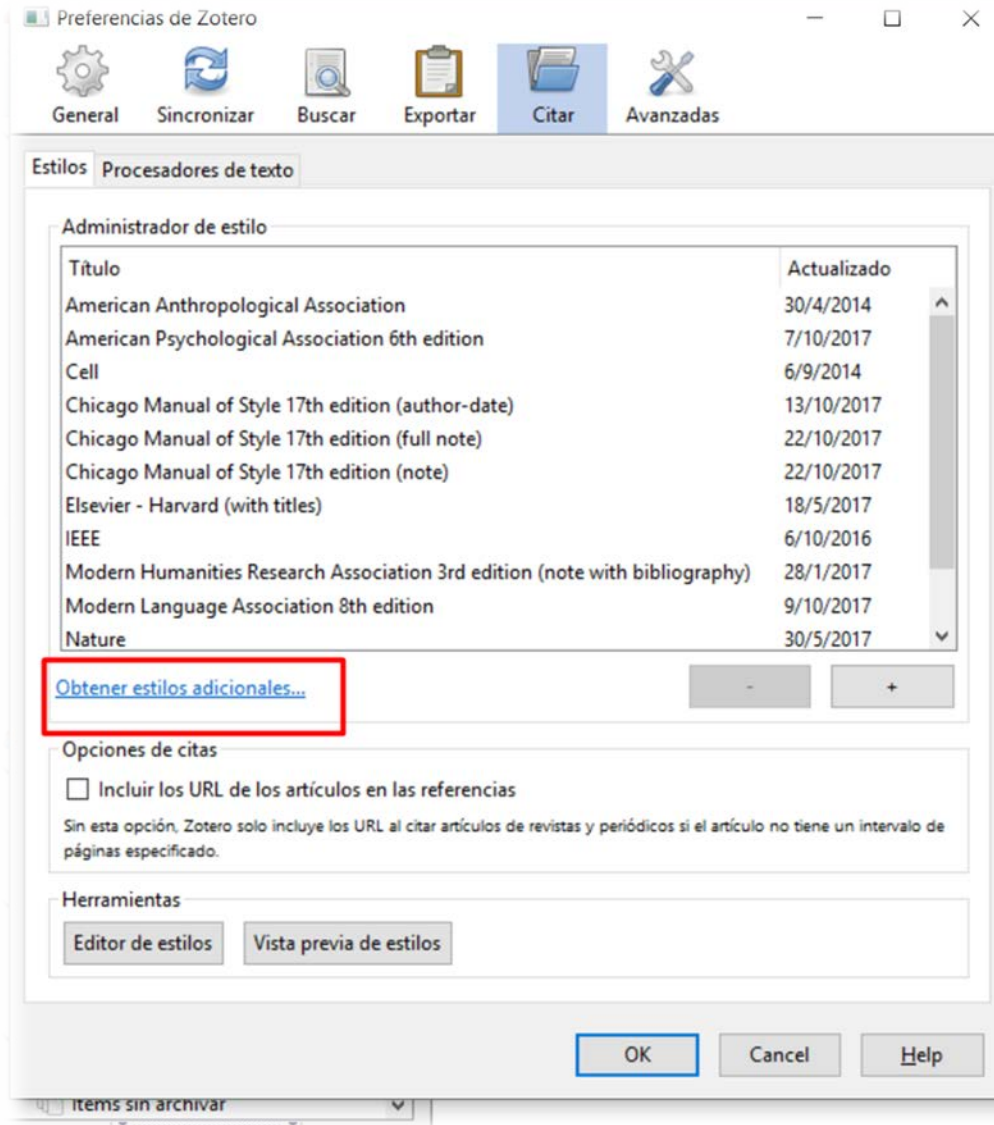 Preferencias de Zotero
General Sincronizar Buscar Exportar Citar Avanzadas
Estilos Procesadores de texto
Administrador de estilo
Título Actualizado
American Anthropological Association 30/4/2014
American Psychological Association 6th edition 7/10/2017
Cell 6/9/2014
Chicago Manual of Style 17th edition (author-date) 13/10/2017
Chicago Manual of Style 17th edition (full note) 22/10/2017
Chicago Manual of Style 17th edition (note) 22/10/2017
Elsevier - Harvard (with titles) 18/5/2017
IEEE 6/10/2016
Modern Humanities Research Association 3rd edition (note with bibliography) 28/1/2017
Modern Language Association 8th edition 9/10/2017
Nature 30/5/2017
Obtener estilos adicionales... - +
Opciones de citas
Incluir los URL de los artículos en las referencias
Sin esta opción, Zotero solo incluye los URL al citar artículos de revistas y periódicos si el artículo no tiene un intervalo de
páginas especificado.
Herramientas
Editor de estilos Vista previa de estilos
OK Cancel Help
Items sin archivar